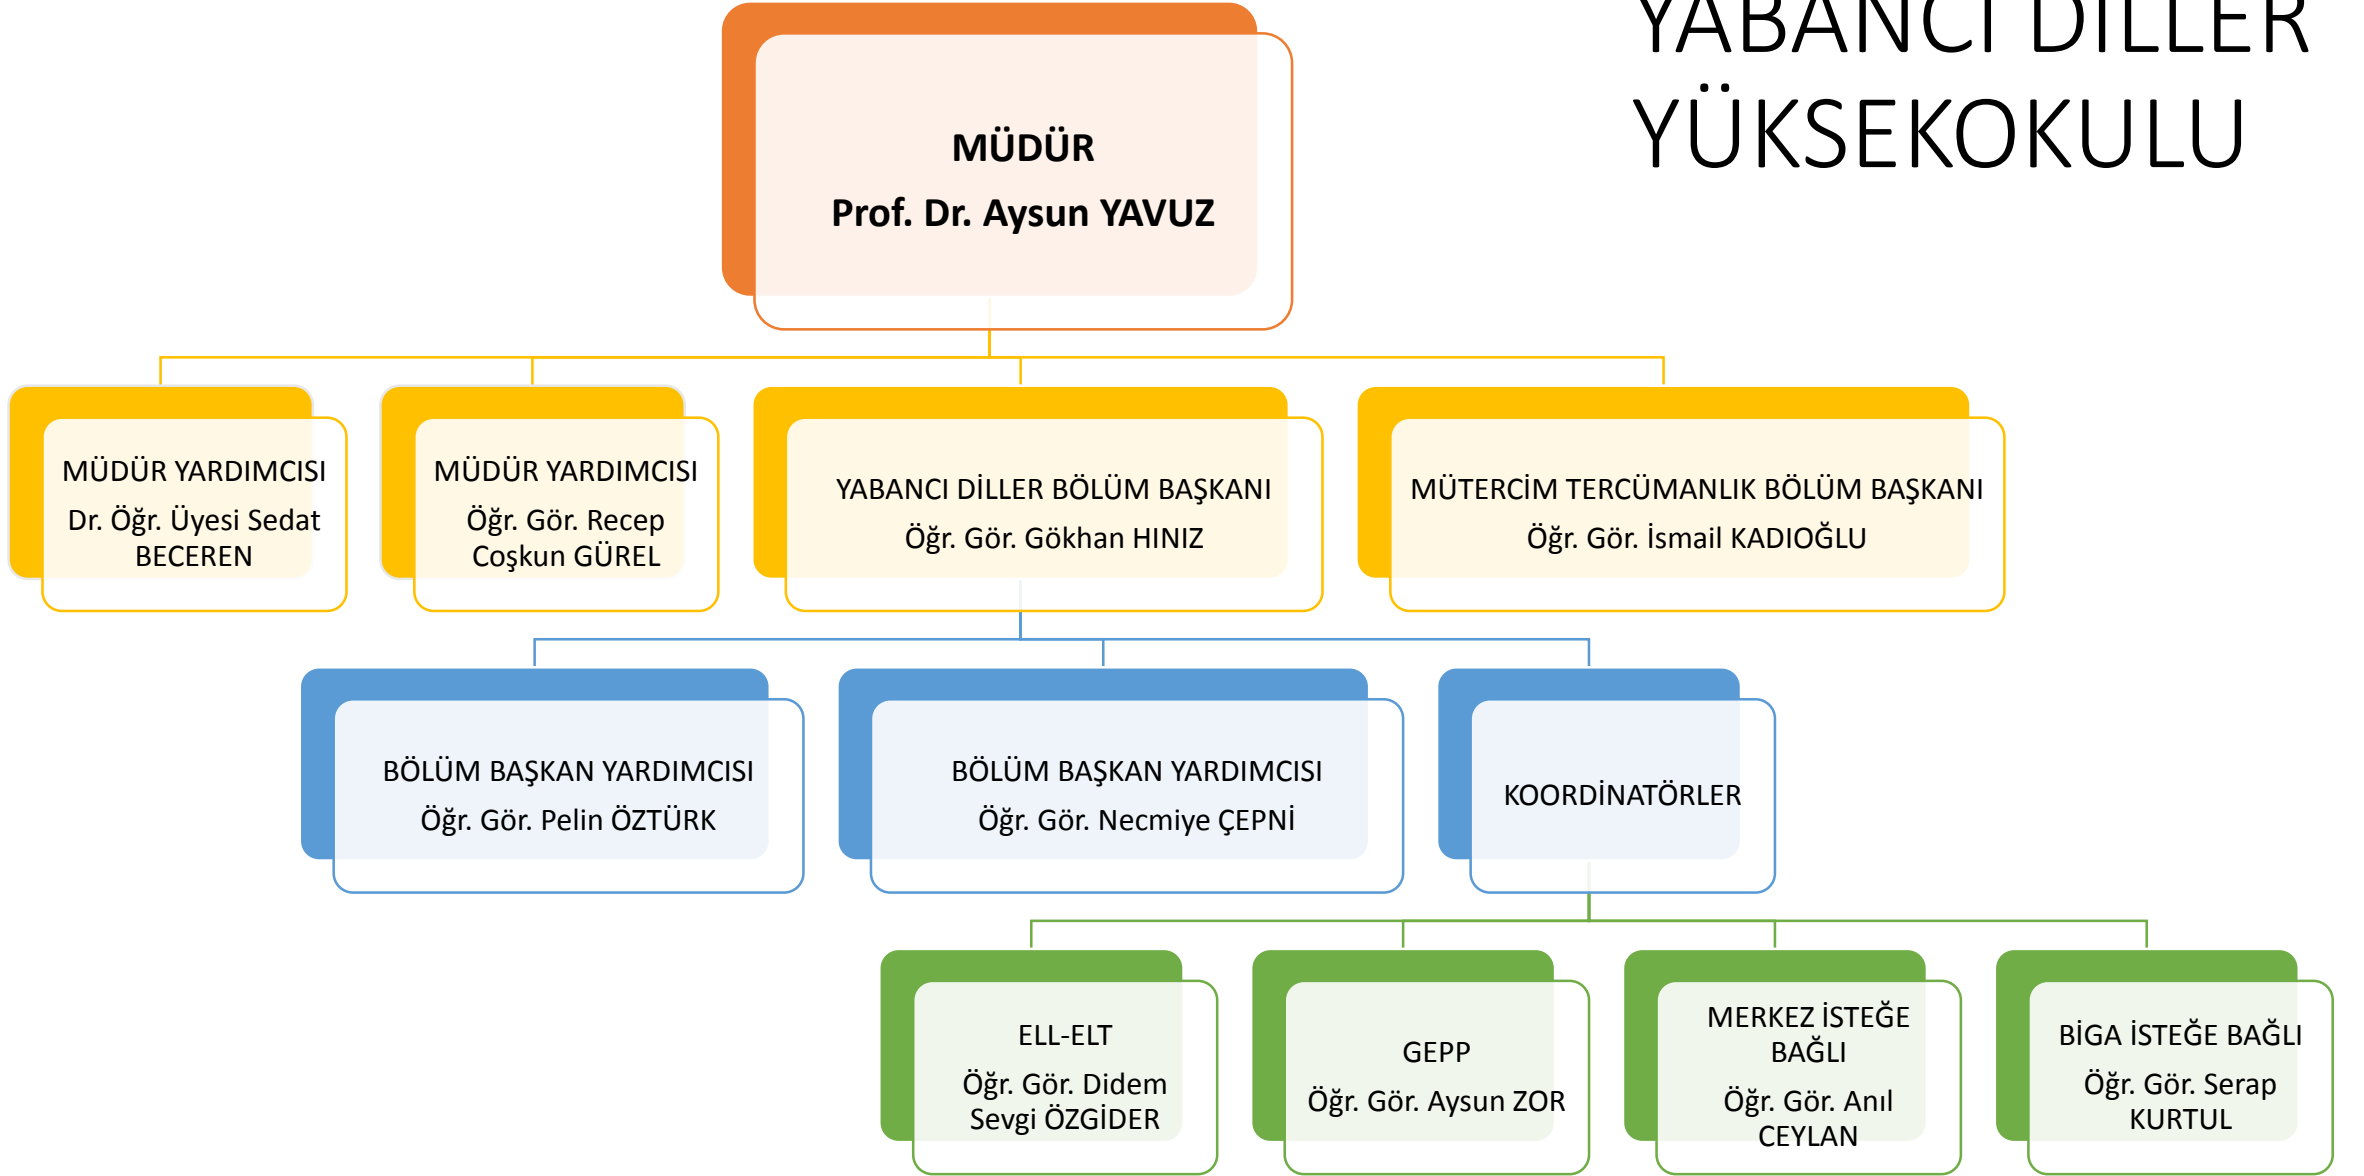 YABANCI DİLLER
YÜKSEKOKULU
MÜDÜR
Prof. Dr. Aysun YAVUZ
MÜDÜR YARDIMCISI
Dr. Öğr. Üyesi Sedat
BECEREN
MÜDÜR YARDIMCISI
Öğr. Gör. Recep
Coşkun GÜREL
YABANCI DİLLER BÖLÜM BAŞKANI
Öğr. Gör. Gökhan HINIZ
MÜTERCİM TERCÜMANLIK BÖLÜM BAŞKANI
Öğr. Gör. İsmail KADIOĞLU
BÖLÜM BAŞKAN YARDIMCISI
Öğr. Gör. Pelin ÖZTÜRK
BÖLÜM BAŞKAN YARDIMCISI
Öğr. Gör. Necmiye ÇEPNİ
KOORDİNATÖRLER
ELL-ELT
Öğr. Gör. Didem
Sevgi ÖZGİDER
GEPP
Öğr. Gör. Aysun ZOR
MERKEZ İSTEĞE
BAĞLI
Öğr. Gör. Anıl
CEYLAN
BİGA İSTEĞE BAĞLI
Öğr. Gör. Serap
KURTUL